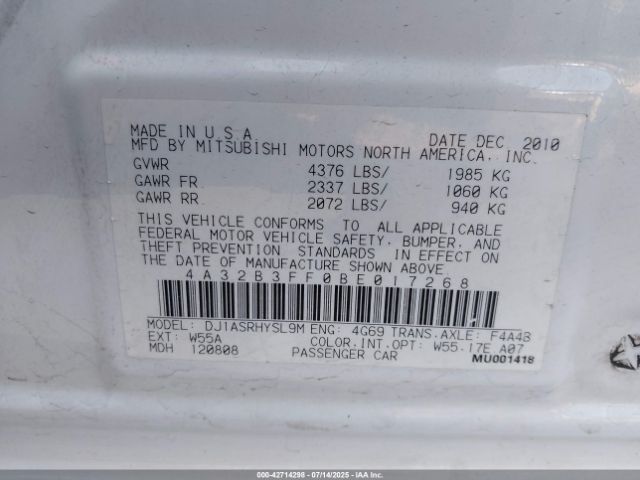 MADE IN U.S.A. DATE DEC 2010
MFD BY MITSUBISHI MOTORS NORTH AMERICA, INC.
GVWR 4376 LBS/ 1985 KG
GAWR FR. 2337 LBS/ 1060 KG
GAWR RR. 2072 LBS/ 940 KG
THIS VEHICLE CONFORMS TO ALL APPLICABLE
FEDERAL MOTOR VEHICLE SAFETY, BUMPER, AND
THEFT PREVENTION STANDARDS IN EFFECT ON
THE DATE OF MANUFACTURE SHOWN ABOVE.
4A32B3FF0BE017268
MODEL: DJ1ASRHYSL9M ENG: 4G69 TRANS.AXLE: F4A4B
EXT: W55A COLOR.INT.OPT: W55.17E A07
MDH 120808 PASSENGER CAR MU001418
000-42714298 - 07/14/2025 - IAA Inc.